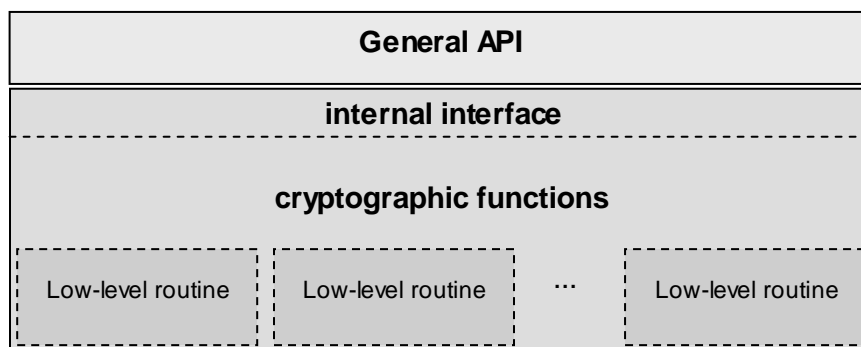 General API
internal interface
cryptographic functions
Low-level routine
Low-level routine
...
Low-level routine